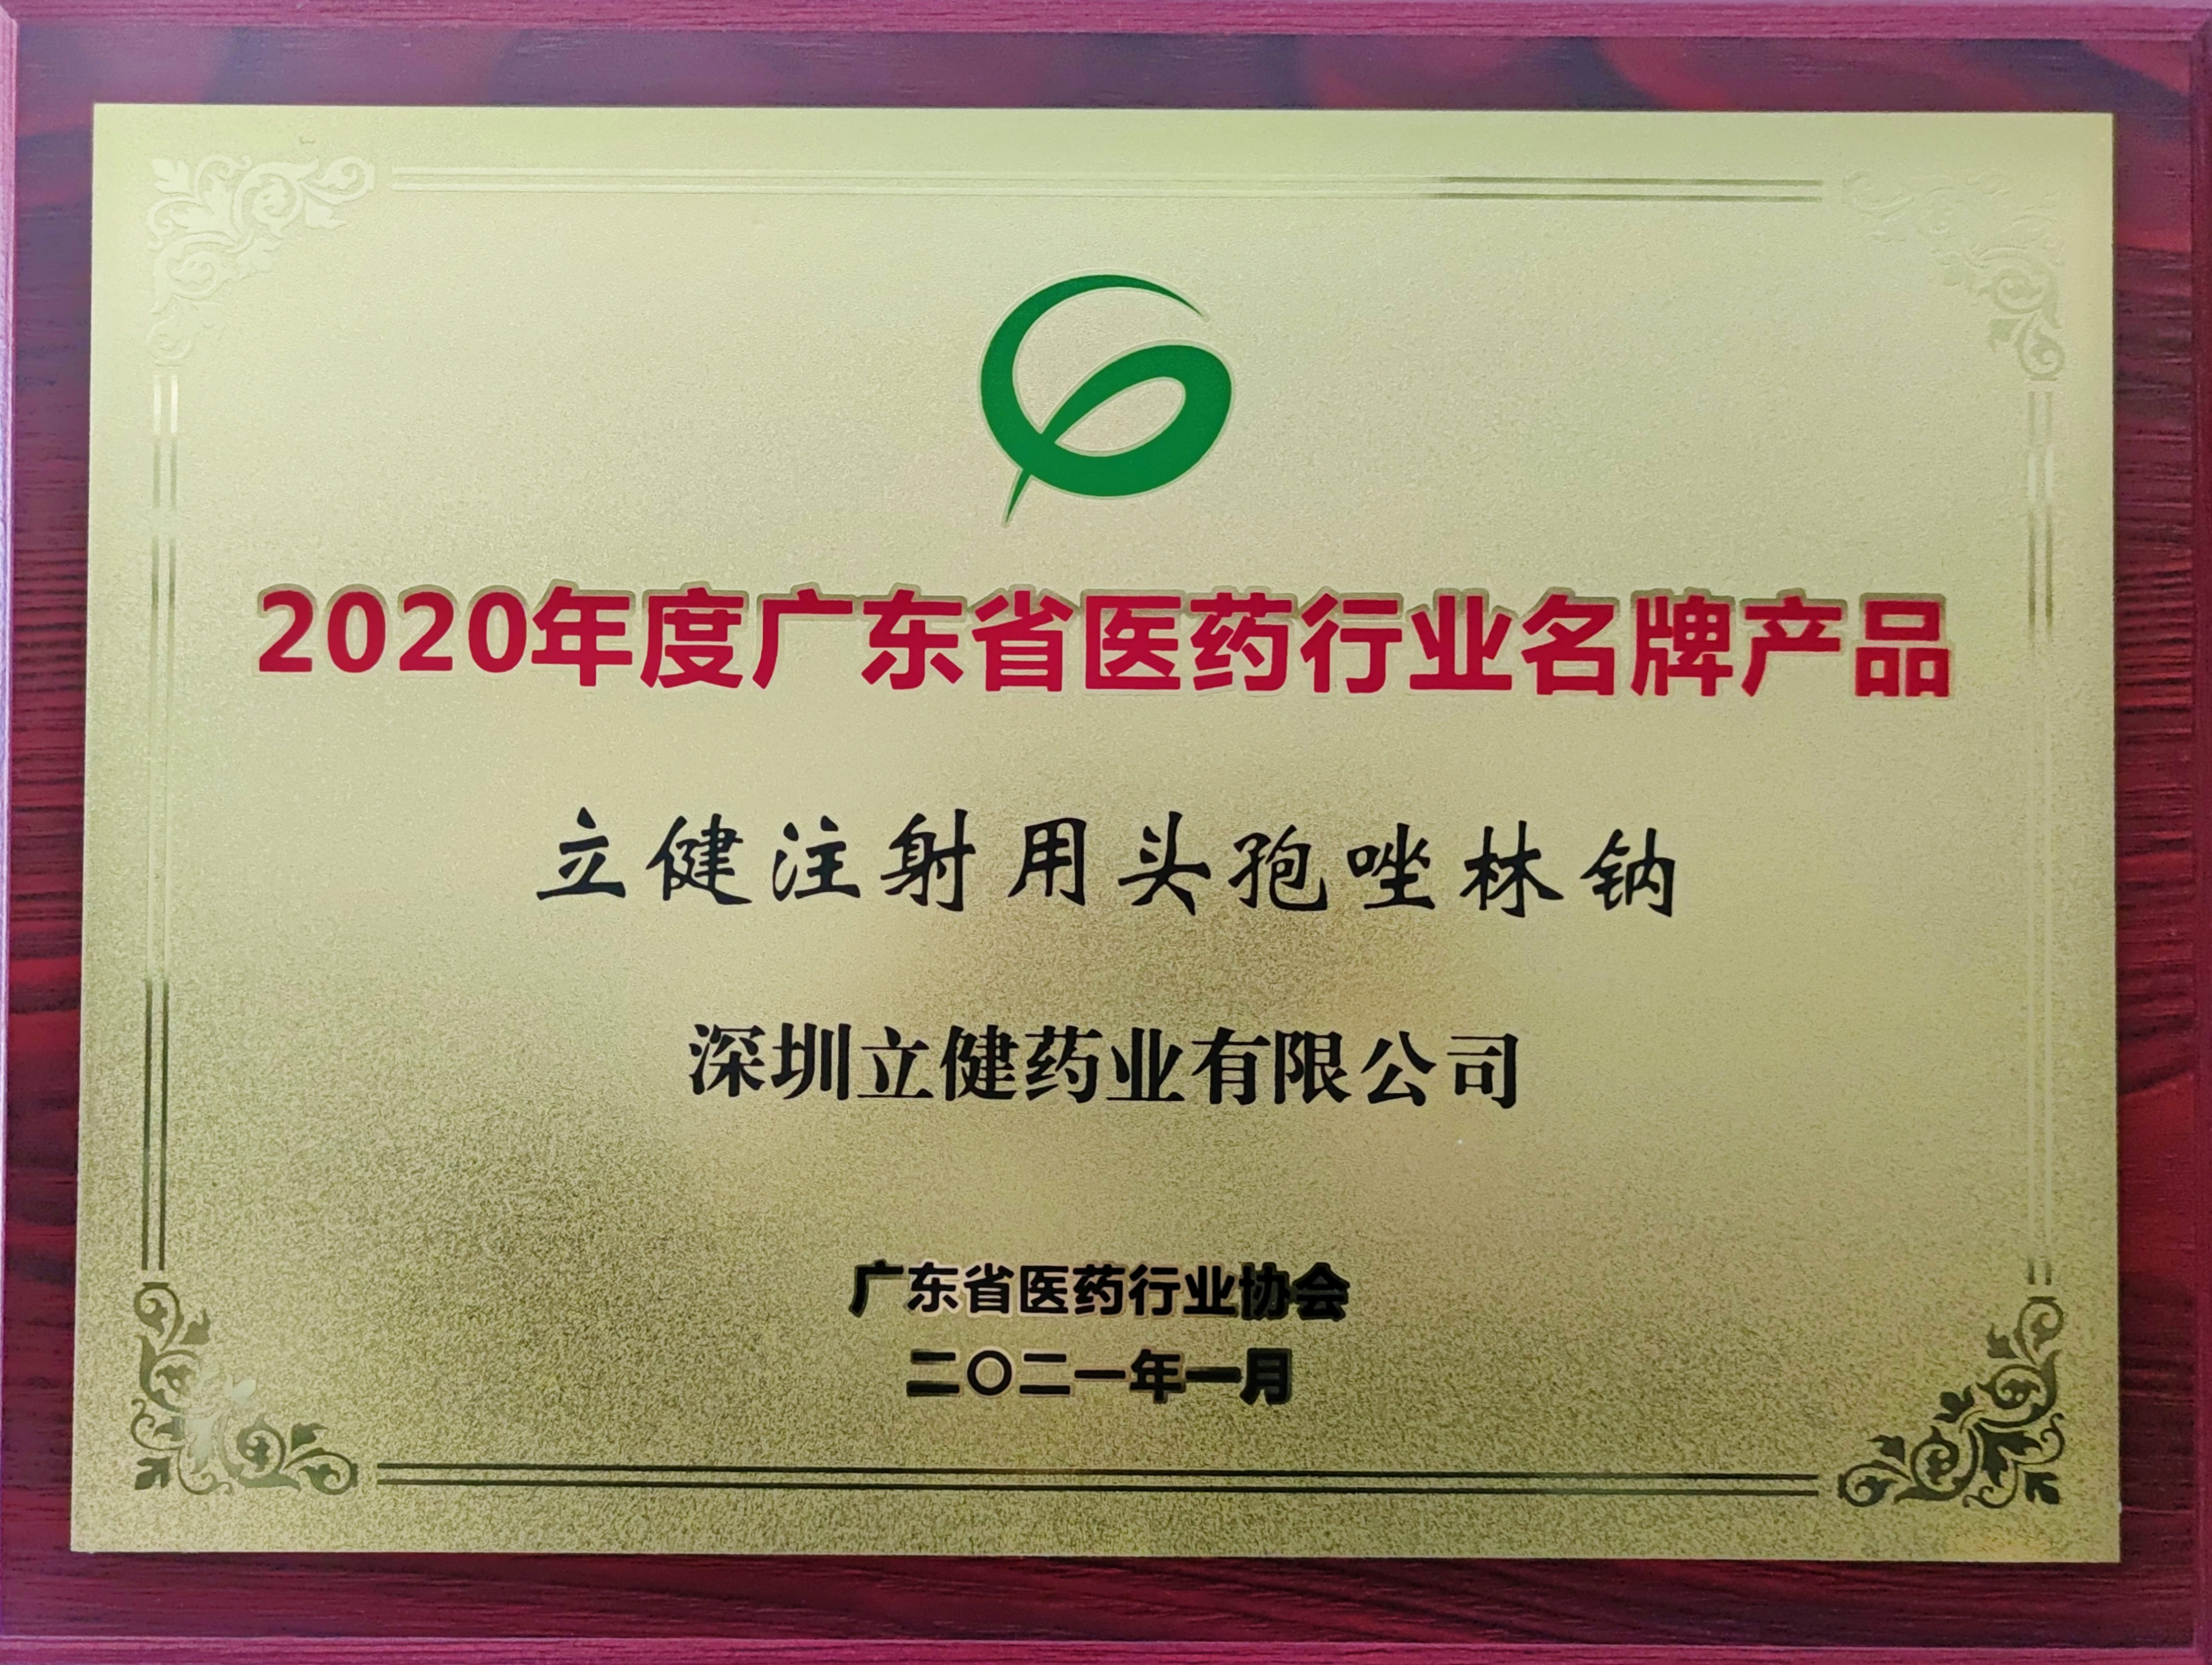 2020年度广东省医药行业名牌产品
立健注射用头孢唑林钠
深圳立健药业有限公司
广东省医药行业协会
二〇二一年一月